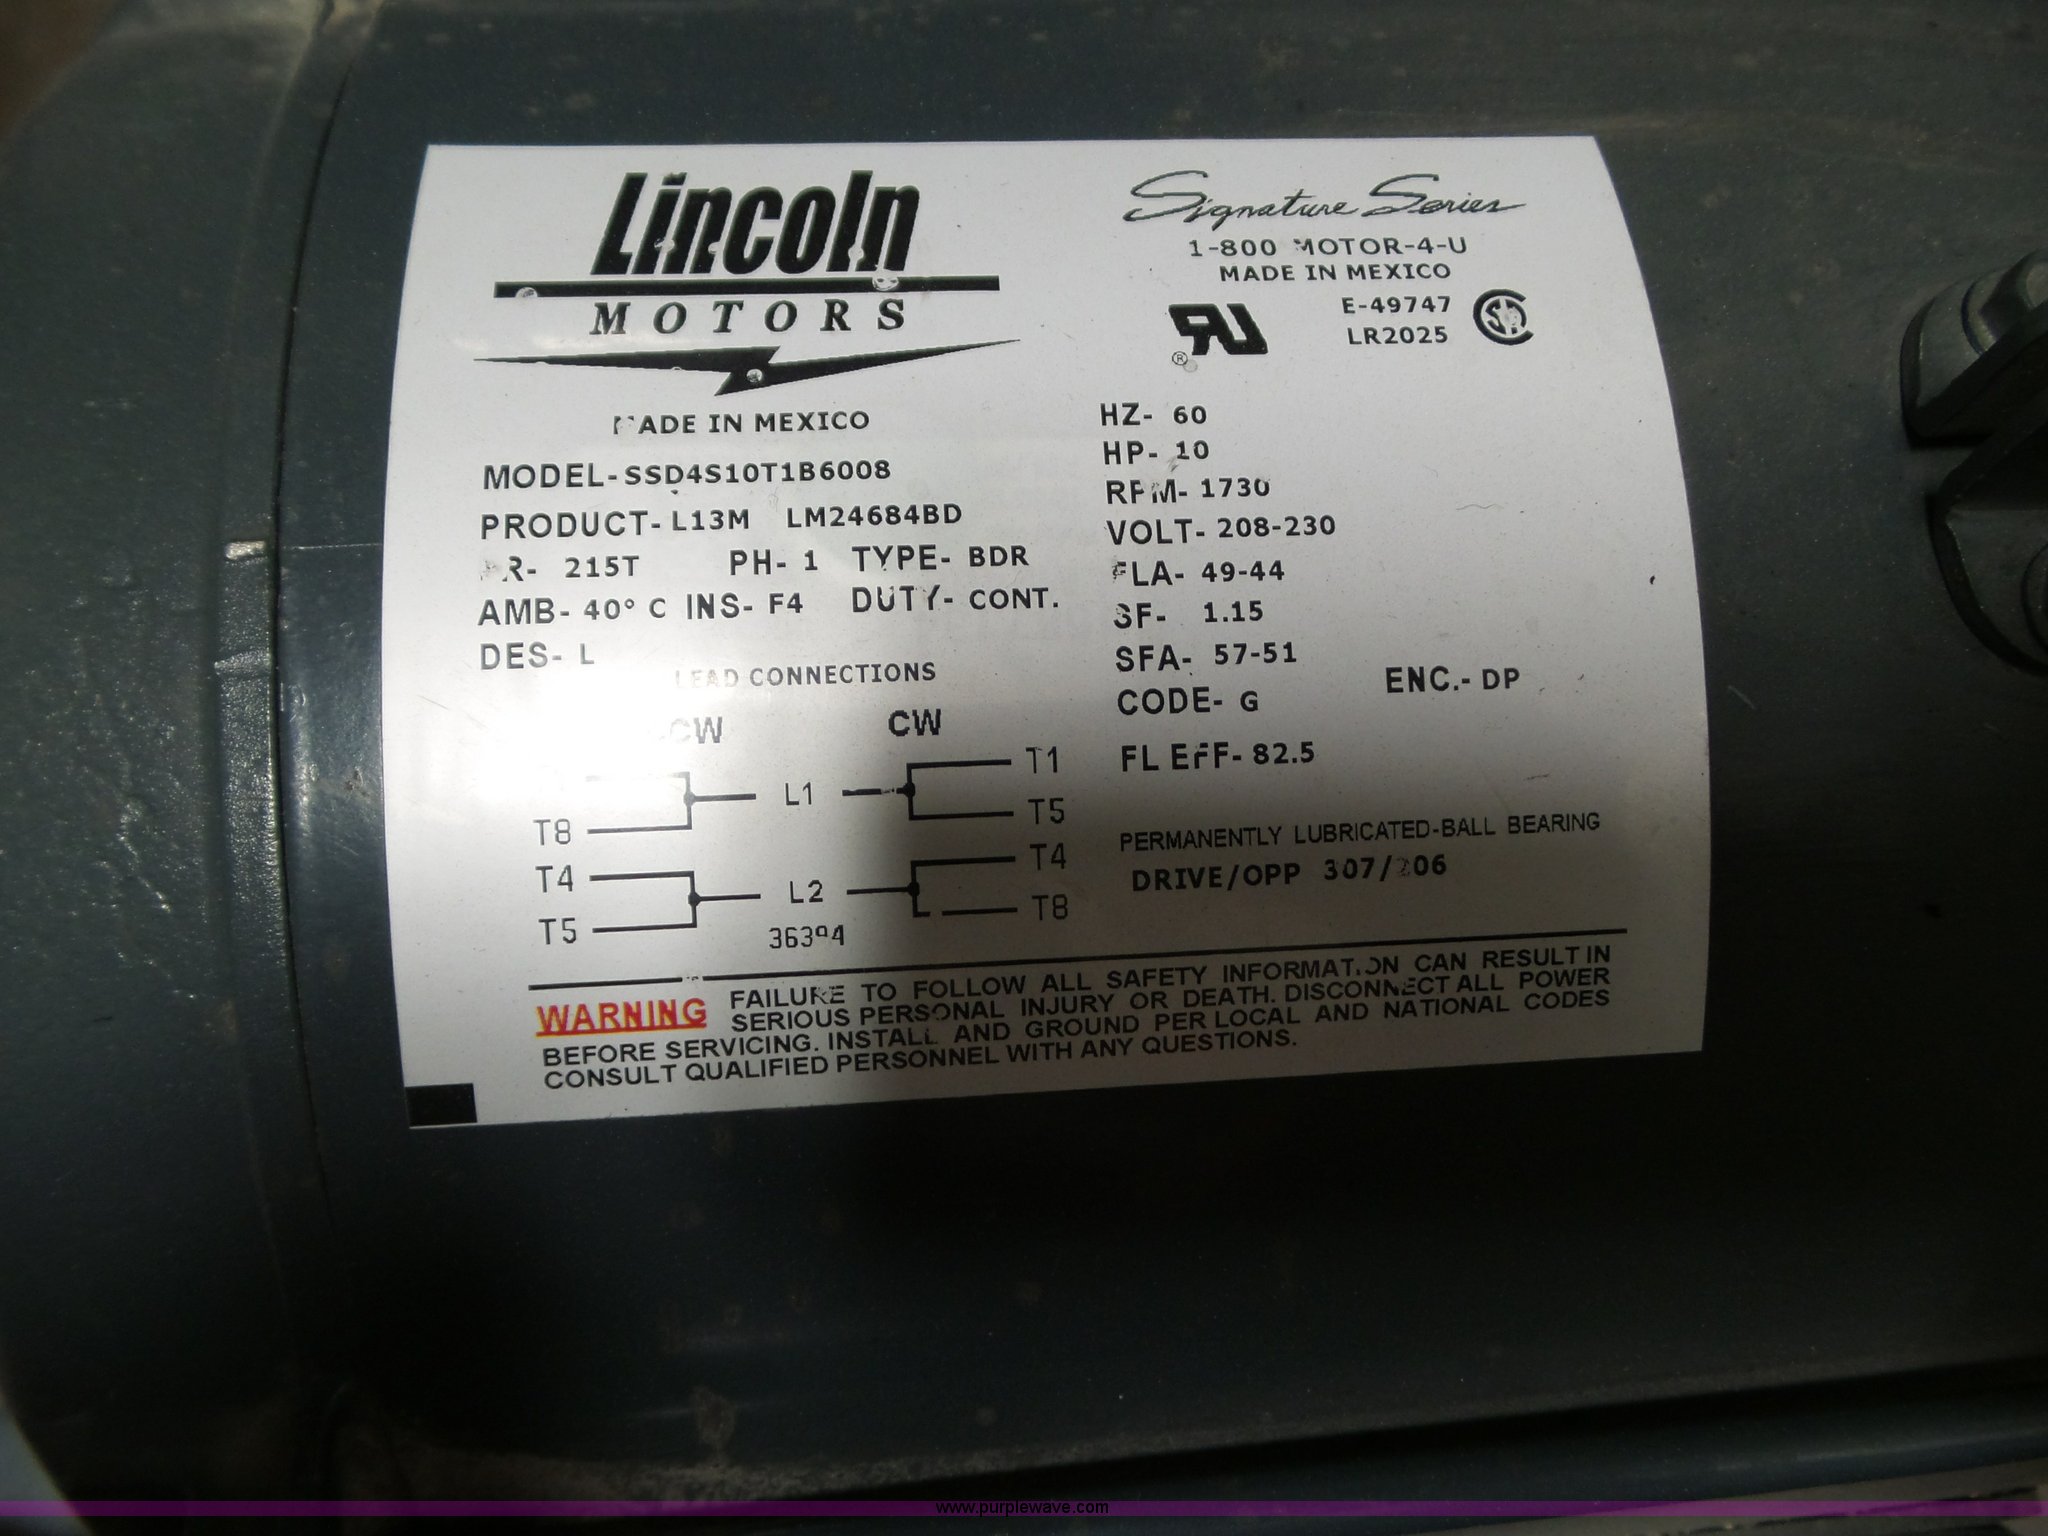 Lincoln
MOTORS
MADE IN MEXICO
MODEL-SSD4S10T1B6008
PRODUCT-L13M LM24684BD
R- 215T PH- 1 TYPE- BDR
AMB- 40° C INS- F4 DUTY- CONT.
DES- L
LEAD CONNECTIONS
CW CW
L1 T1
T8 T5
T4 L2 T4
T5 T8
Signature Series
1-800 MOTOR-4-U
MADE IN MEXICO
E-49747
LR2025
HZ- 60
HP- 10
RPM- 1730
VOLT- 208-230
FLA- 49-44
SF- 1.15
SFA- 57-51
CODE- G ENC.- DP
FL EFF- 82.5
PERMANENTLY LUBRICATED-BALL BEARING
DRIVE/OPP 307/206
WARNING FAILURE TO FOLLOW ALL SAFETY INFORMATION CAN RESULT IN
SERIOUS PERSONAL INJURY OR DEATH. DISCONNECT ALL POWER
BEFORE SERVICING. INSTALL AND GROUND PER LOCAL AND NATIONAL CODES
CONSULT QUALIFIED PERSONNEL WITH ANY QUESTIONS.
www.purplewave.com